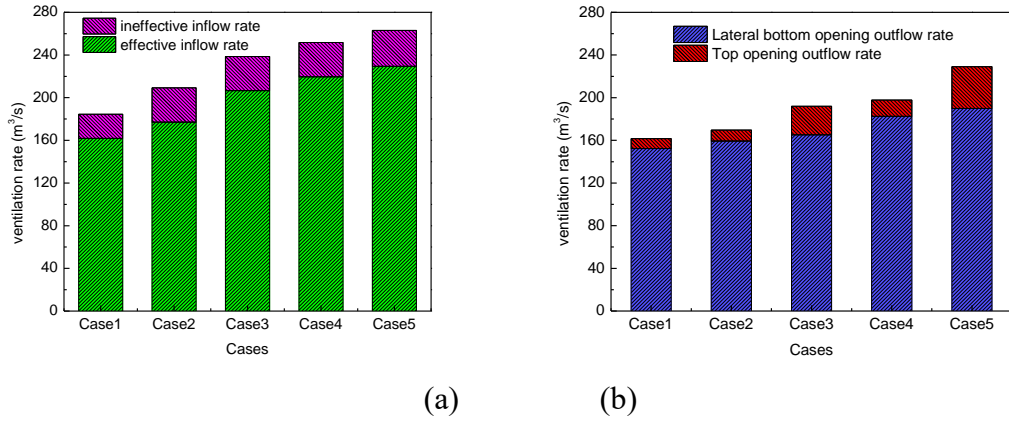 280
240
200
160
120
80
40
0
ventilation rate (m³/s)
ineffective inflow rate
effective inflow rate
Case1 Case2 Case3 Case4 Case5
Cases
(a)
280
240
200
160
120
80
40
0
ventilation rate (m³/s)
Lateral bottom opening outflow rate
Top opening outflow rate
Case1 Case2 Case3 Case4 Case5
Cases
(b)